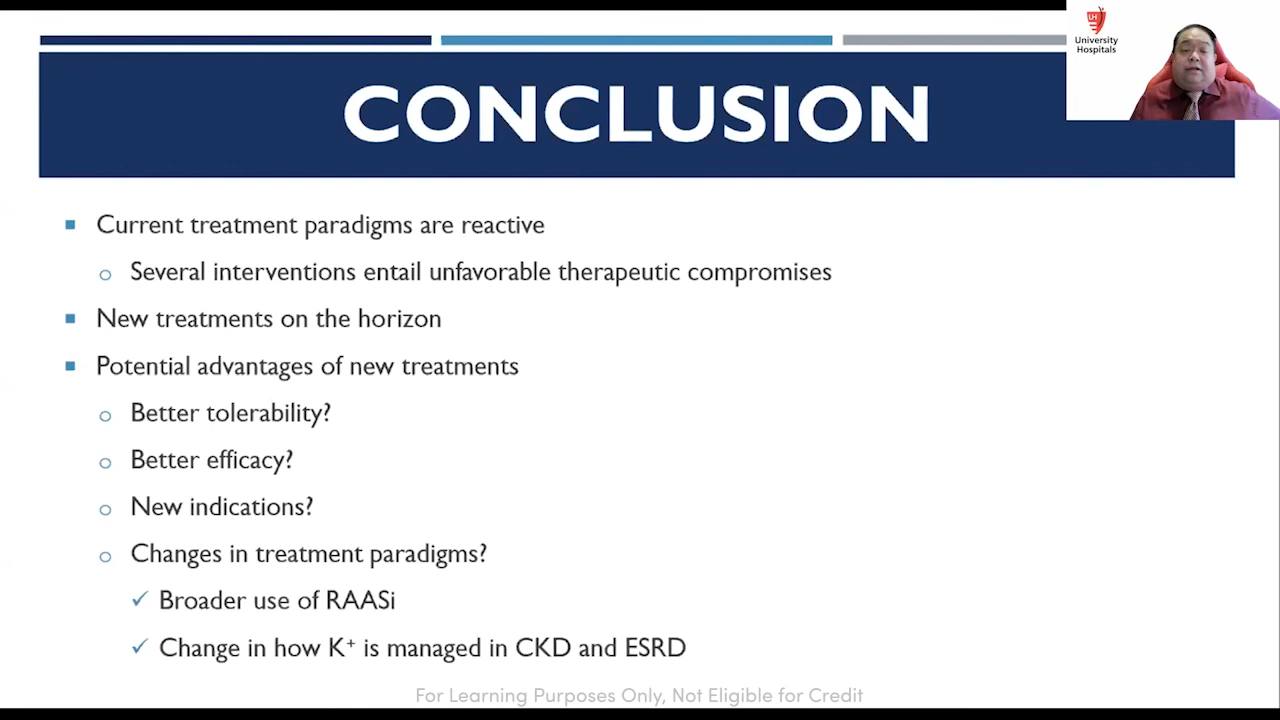 UH
University
Hospitals
CONCLUSION
Current treatment paradigms are reactive
Several interventions entail unfavorable therapeutic compromises
New treatments on the horizon
Potential advantages of new treatments
Better tolerability?
Better efficacy?
New indications?
Changes in treatment paradigms?
Broader use of RAASi
Change in how K⁺ is managed in CKD and ESRD
For Learning Purposes Only, Not Eligible for Credit